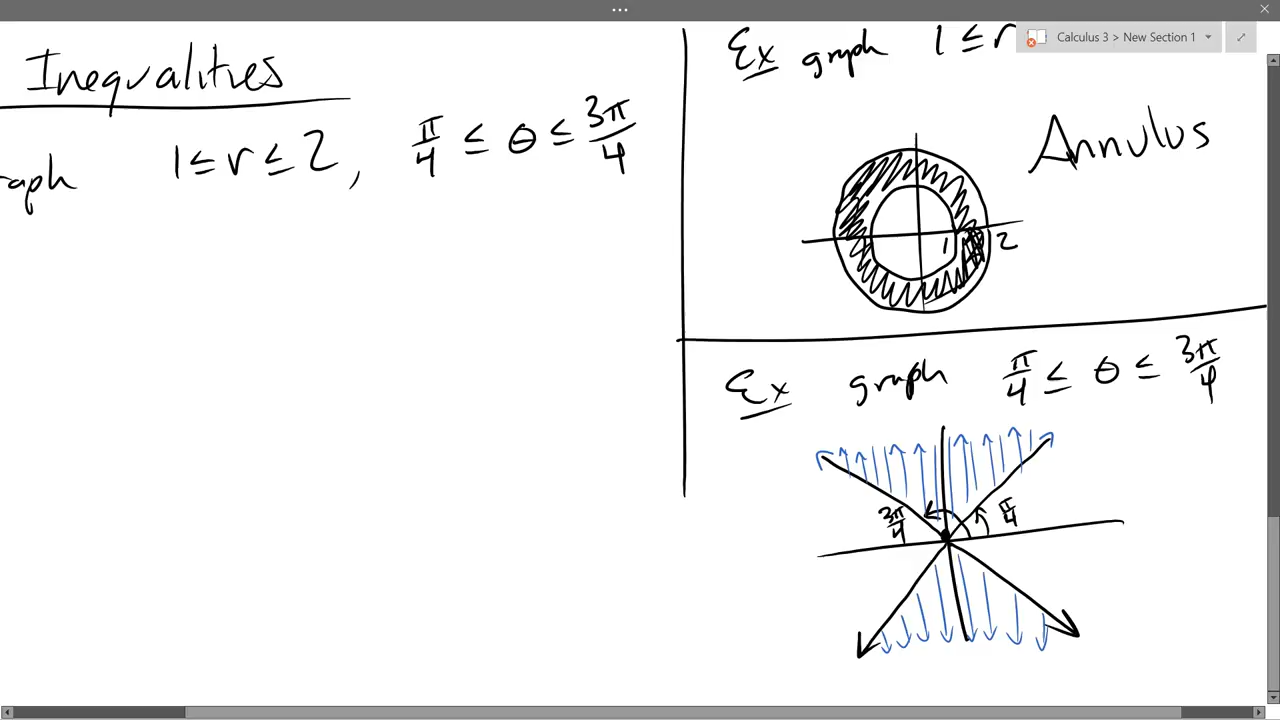 Inequalities
raph 1 ≤ r ≤ 2, π/4 ≤ θ ≤ 3π/4
Ex graph 1 ≤ r
Calculus 3 > New Section 1
Annulus
1 2
Ex graph π/4 ≤ θ ≤ 3π/4
3π/4 π/4